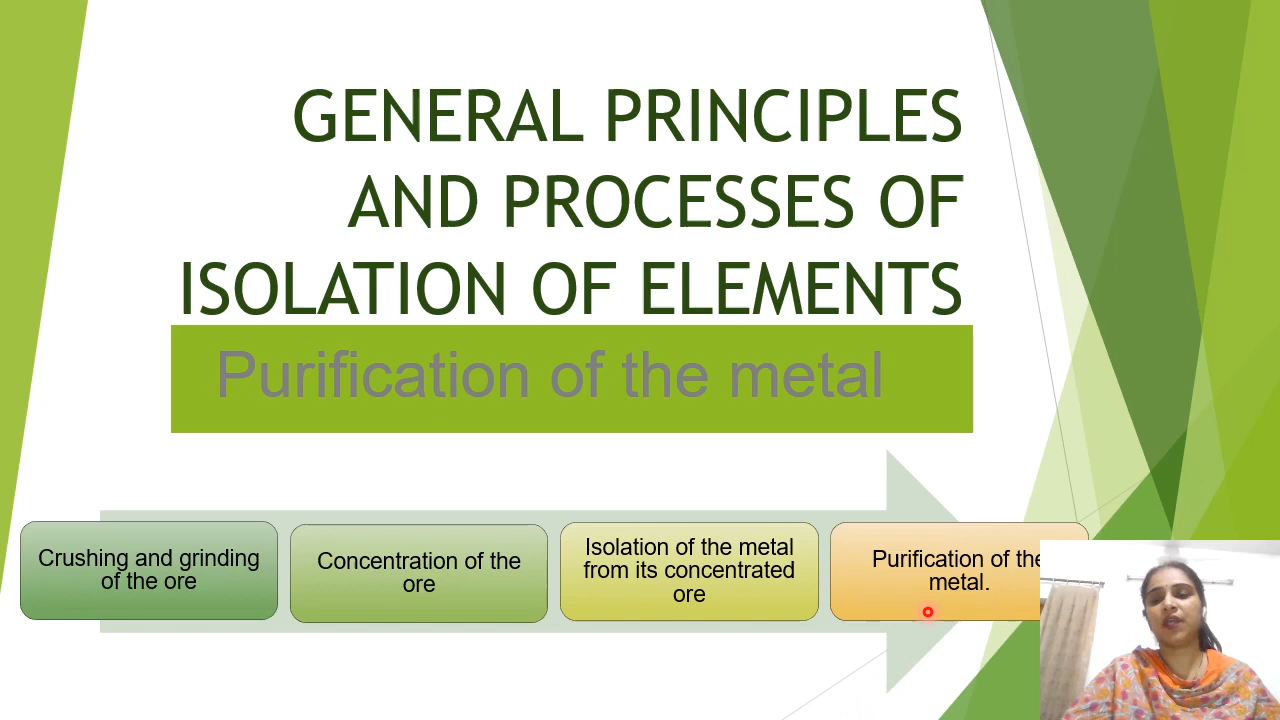 GENERAL PRINCIPLES
AND PROCESSES OF
ISOLATION OF ELEMENTS
Purification of the metal
Crushing and grinding
of the ore
Concentration of the
ore
Isolation of the metal
from its concentrated
ore
Purification of the
metal.